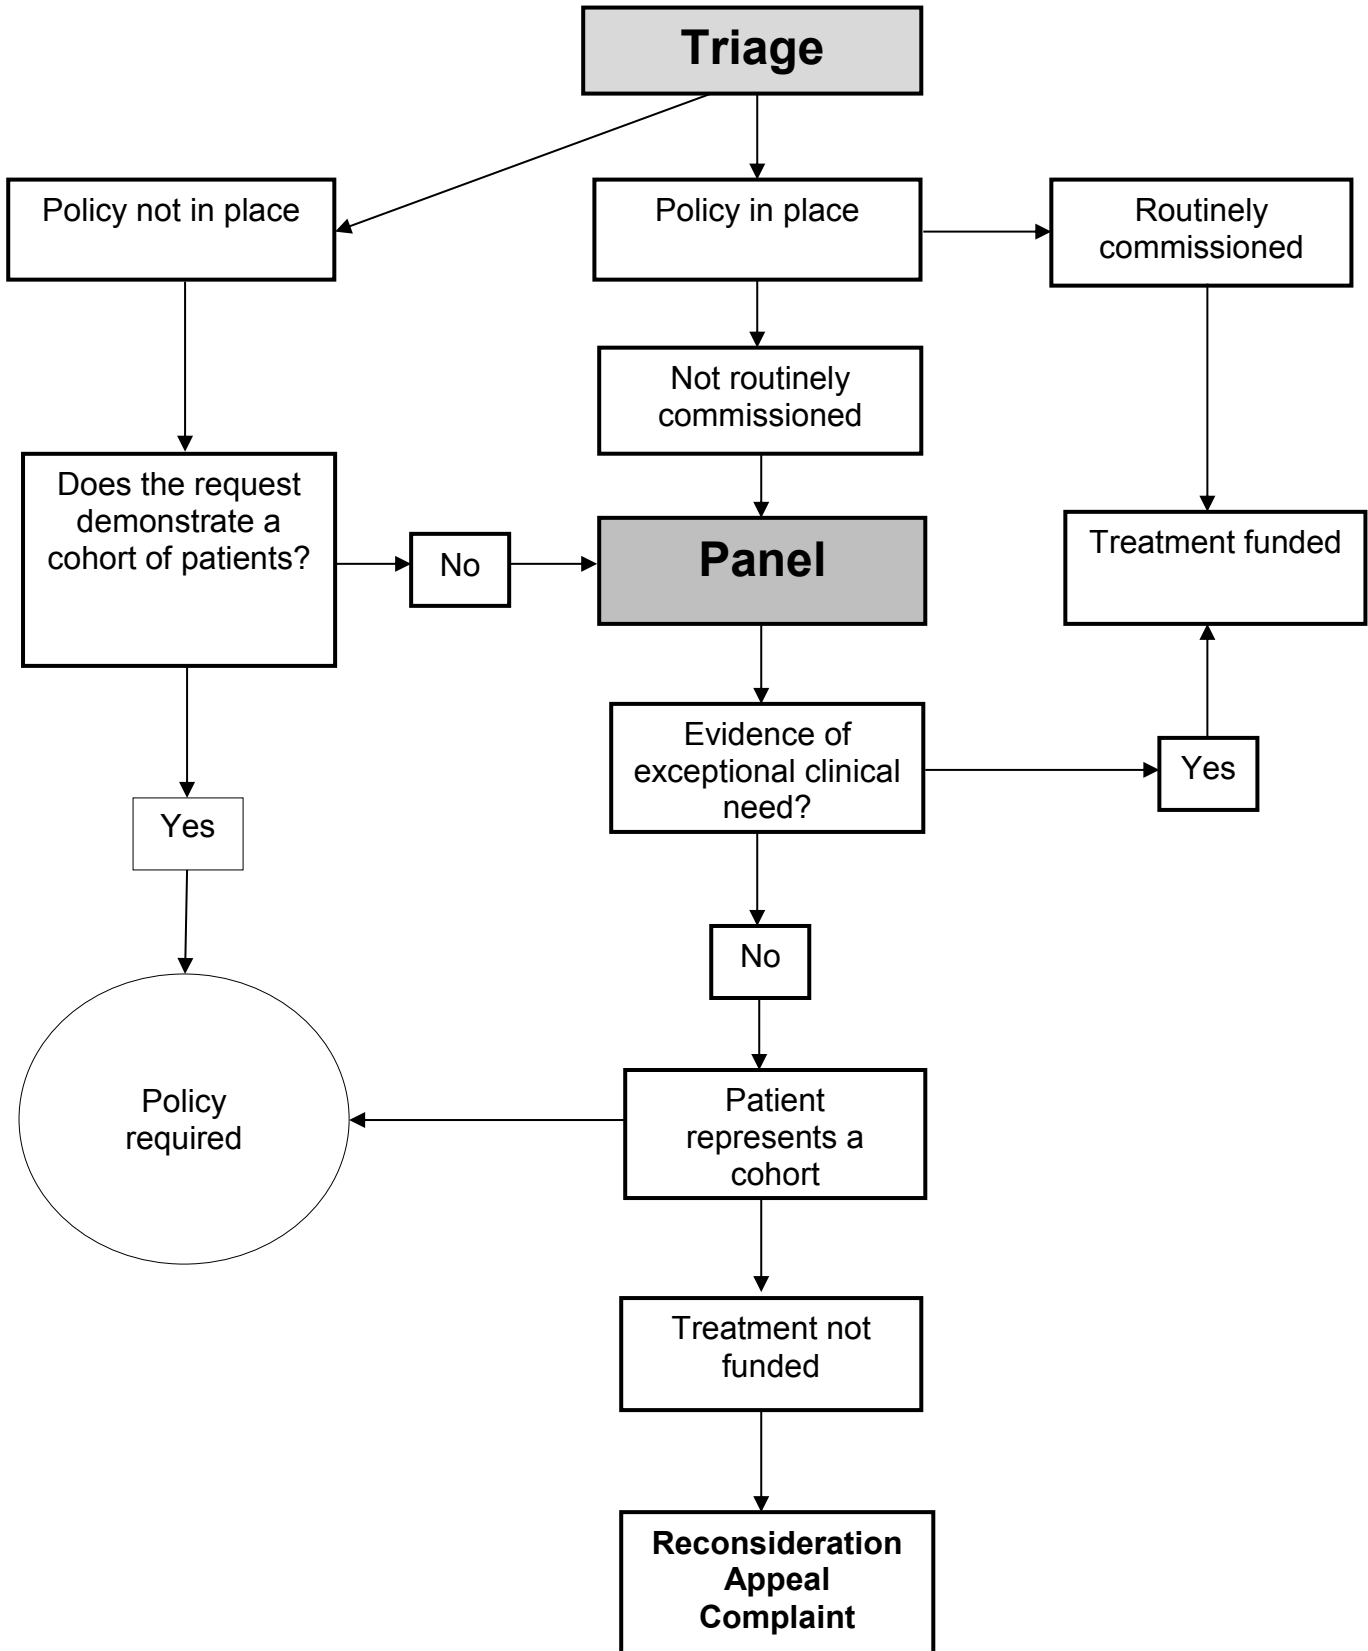 Triage
Policy not in place
Policy in place
Routinely
commissioned
Not routinely
commissioned
Does the request
demonstrate a
cohort of patients?
No
Panel
Treatment funded
Evidence of
exceptional clinical
need?
Yes
Yes
No
Policy
required
Patient
represents a
cohort
Treatment not
funded
Reconsideration
Appeal
Complaint